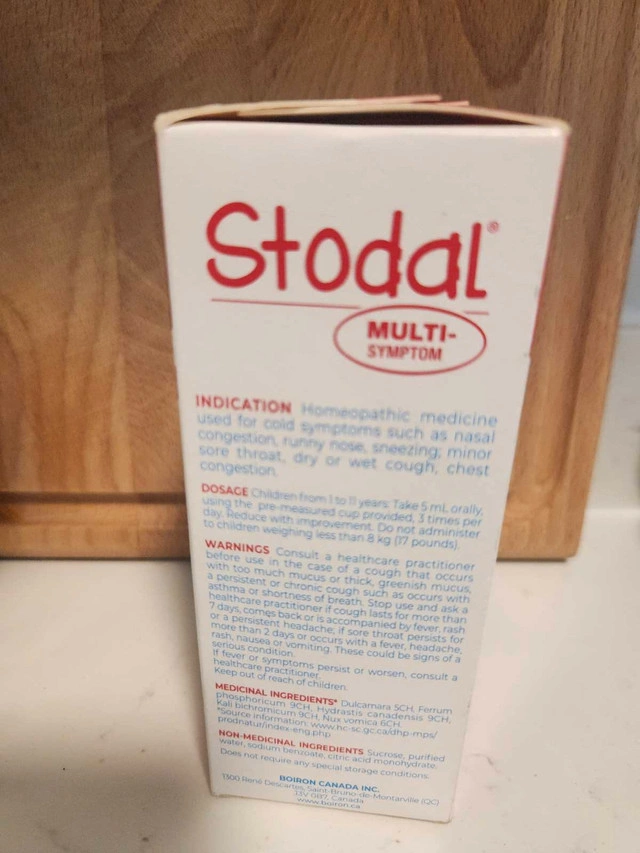 Stodal®
MULTI-
SYMPTOM
INDICATION Homeopathic medicine
used for cold symptoms such as nasal
congestion, runny nose, sneezing; minor
sore throat, dry or wet cough, chest
congestion.
DOSAGE Children from 1 to 11 years: Take 5 mL orally,
using the pre-measured cup provided, 3 times per
day. Reduce with improvement. Do not administer
to children weighing less than 8 kg (17 pounds).
WARNINGS Consult a healthcare practitioner
before use in the case of a cough that occurs
with too much mucus or thick, greenish mucus,
a persistent or chronic cough such as occurs with
asthma or shortness of breath. Stop use and ask a
healthcare practitioner if cough lasts for more than
7 days, comes back or is accompanied by fever, rash
or a persistent headache; if sore throat persists for
more than 2 days or occurs with a fever, headache,
rash, nausea or vomiting. These could be signs of a
serious condition.
If fever or symptoms persist or worsen, consult a
healthcare practitioner.
Keep out of reach of children.
MEDICINAL INGREDIENTS* Dulcamara 5CH, Ferrum
phosphoricum 9CH, Hydrastis canadensis 9CH,
Kali bichromicum 9CH, Nux vomica 6CH.
*Source information: www.hc-sc.gc.ca/dhp-mps/
prodnatur/index-eng.php
NON-MEDICINAL INGREDIENTS Sucrose, purified
water, sodium benzoate, citric acid monohydrate.
Does not require any special storage conditions.
BOIRON CANADA INC.
1300 René Descartes, Saint-Bruno-de-Montarville (QC)
J3V 0B7, Canada
www.boiron.ca